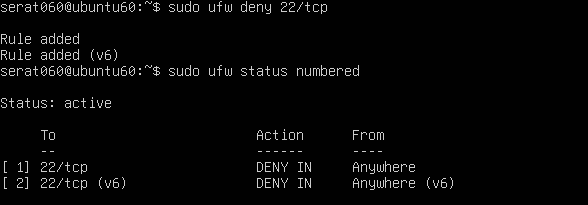 serat060@ubuntu60:~$ sudo ufw deny 22/tcp
Rule added
Rule added (v6)
serat060@ubuntu60:~$ sudo ufw status numbered
Status: active
To Action From
-- ------ ----
[ 1] 22/tcp DENY IN Anywhere
[ 2] 22/tcp (v6) DENY IN Anywhere (v6)